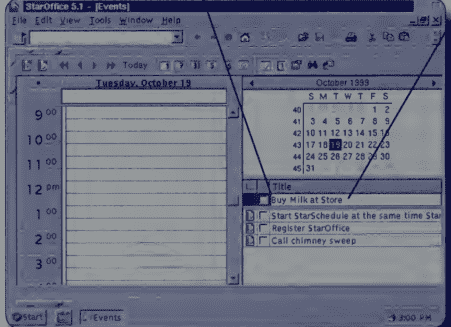 StarOffice 5.1 - [Events]
File Edit View Tools Window Help
Today
Tuesday, October 19
October 1999
S M T W T F S
40 1 2
41 3 4 5 6 7 8 9
42 10 11 12 13 14 15 16
43 17 18 19 20 21 22 23
44 24 25 26 27 28 29 30
45 31
9 00
10 00
11 00
12 pm
1 00
2 00
3 00
Title
Buy Milk at Store
Start StarSchedule at the same time Star
Register StarOffice
Call chimney sweep
Start
Events
3:00 PM